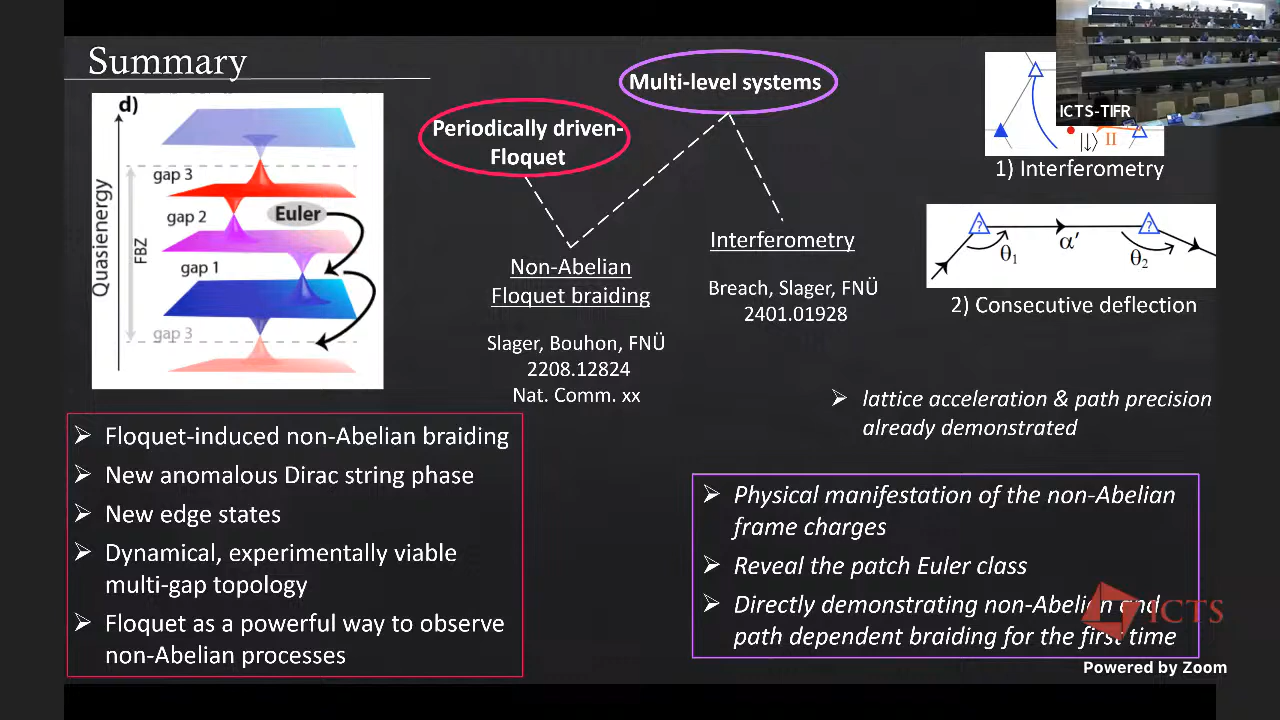 Summary
d)
Quasienergy
FBZ
gap 3
gap 2
Euler
gap 1
gap 3
Periodically driven-
Floquet
Multi-level systems
Non-Abelian
Floquet braiding
Slager, Bouhon, FNÜ
2208.12824
Nat. Comm. xx
Interferometry
Breach, Slager, FNÜ
2401.01928
ICTS-TIFR
|↓⟩ II
1) Interferometry
? ?
θ1 α′ θ2
2) Consecutive deflection
➢ lattice acceleration & path precision
already demonstrated
➢ Floquet-induced non-Abelian braiding
➢ New anomalous Dirac string phase
➢ New edge states
➢ Dynamical, experimentally viable
multi-gap topology
➢ Floquet as a powerful way to observe
non-Abelian processes
➢ Physical manifestation of the non-Abelian
frame charges
➢ Reveal the patch Euler class
➢ Directly demonstrating non-Abelian and
path dependent braiding for the first time
ICTS
Powered by Zoom